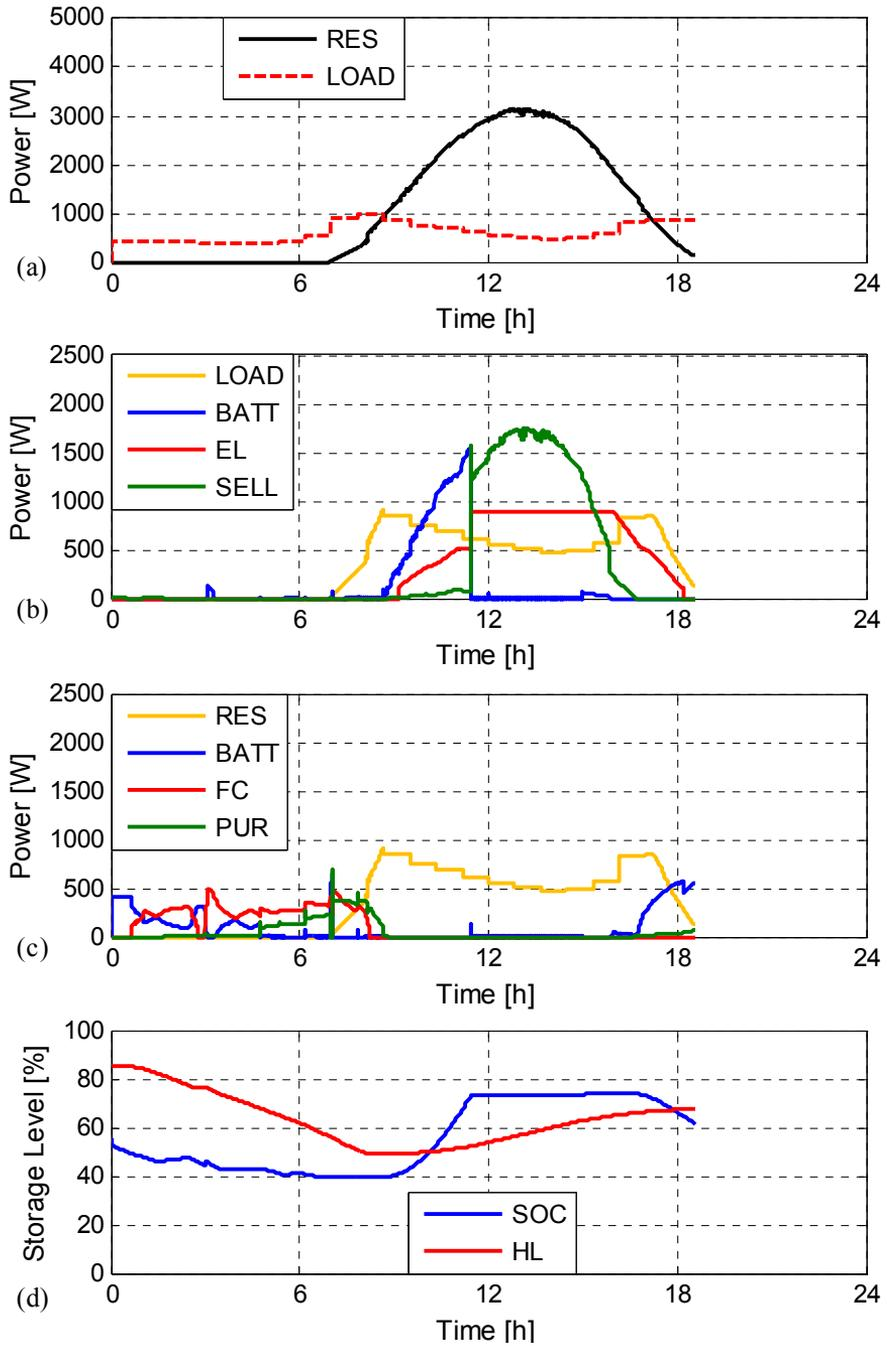 5000
4000
3000
2000
1000
0
Power [W]
RES
LOAD
(a)
0 6 12 18 24
Time [h]
2500
2000
1500
1000
500
0
Power [W]
LOAD
BATT
EL
SELL
(b)
0 6 12 18 24
Time [h]
2500
2000
1500
1000
500
0
Power [W]
RES
BATT
FC
PUR
(c)
0 6 12 18 24
Time [h]
100
80
60
40
20
0
Storage Level [%]
SOC
HL
(d)
0 6 12 18 24
Time [h]